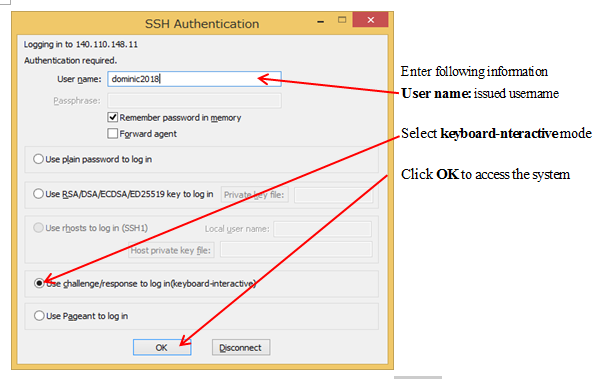 SSH Authentication
Logging in to 140.110.148.11
Authentication required.
User name: dominic2018
Passphrase:
Remember password in memory
Forward agent
Use plain password to log in
Use RSA/DSA/ECDSA/ED25519 key to log in Private key file:
Use rhosts to log in (SSH1) Local user name:
Host private key file:
Use challenge/response to log in(keyboard-interactive)
Use Pageant to log in
OK Disconnect
Enter following information
User name: issued username
Select keyboard-nteractive mode
Click OK to access the system